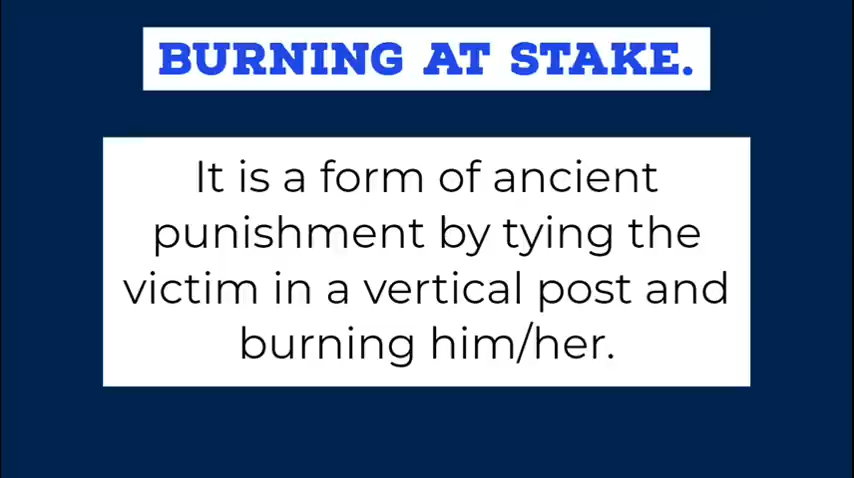 BURNING AT STAKE.
It is a form of ancient
punishment by tying the
victim in a vertical post and
burning him/her.